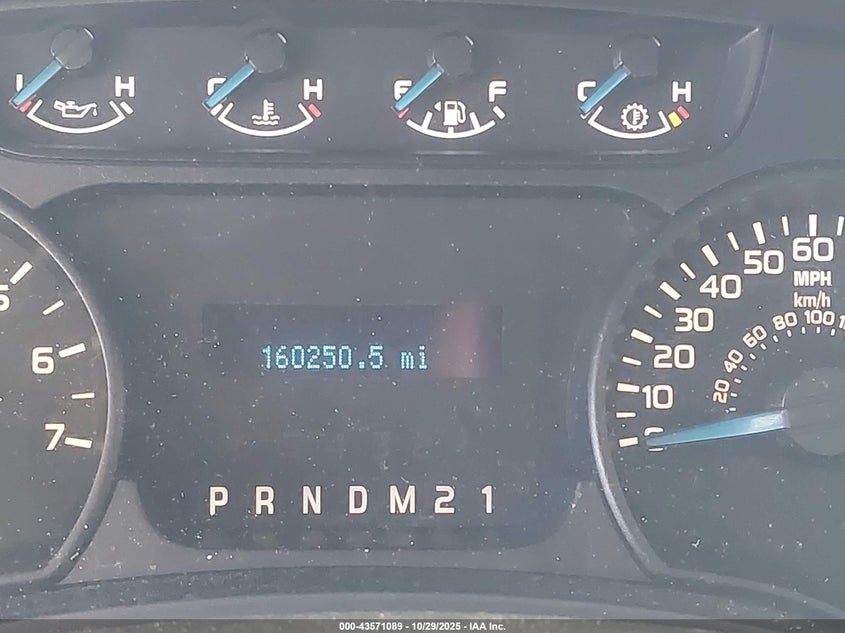 L H C H E F C H
5 6 7
160250.5 mi
P R N D M 2 1
0 10 20 30 40 50 60
MPH
km/h
20 40 60 80 100
000-43571089 - 10/29/2025 - IAA Inc.